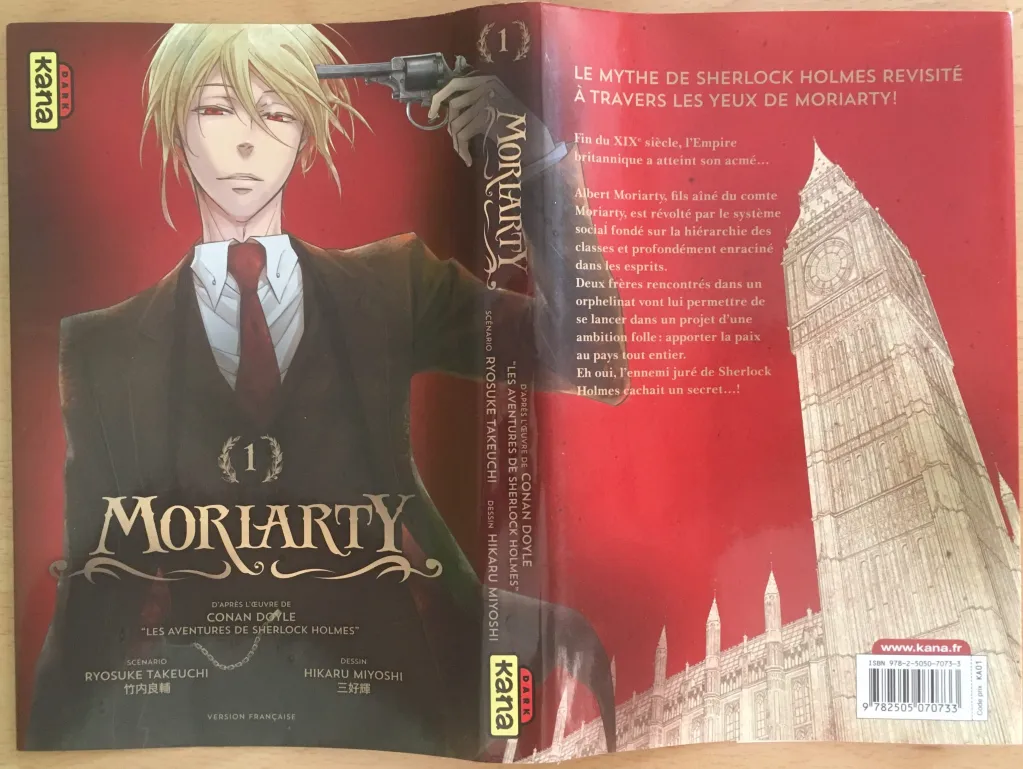 kana
DARK
1
MORIARTY
D'APRÈS L'ŒUVRE DE
CONAN DOYLE
"LES AVENTURES DE SHERLOCK HOLMES"
SCÉNARIO
RYOSUKE TAKEUCHI
竹内良輔
DESSIN
HIKARU MIYOSHI
三好輝
VERSION FRANÇAISE
1
MORIARTY
SCÉNARIO RYOSUKE TAKEUCHI DESSIN HIKARU MIYOSHI
D'APRÈS L'ŒUVRE DE CONAN DOYLE
"LES AVENTURES DE SHERLOCK HOLMES"
kana
DARK
LE MYTHE DE SHERLOCK HOLMES REVISITÉ
À TRAVERS LES YEUX DE MORIARTY!
Fin du XIXe siècle, l'Empire
britannique a atteint son acmé...
Albert Moriarty, fils aîné du comte
Moriarty, est révolté par le système
social fondé sur la hiérarchie des
classes et profondément enraciné
dans les esprits.
Deux frères rencontrés dans un
orphelinat vont lui permettre de
se lancer dans un projet d'une
ambition folle : apporter la paix
au pays tout entier.
Eh oui, l'ennemi juré de Sherlock
Holmes cachait un secret...!
www.kana.fr
ISBN 978-2-5050-7073-3
9 782505 070733
Code prix KA01